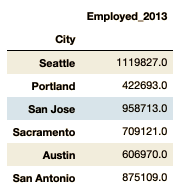 Employed_2013
City
Seattle 1119827.0
Portland 422693.0
San Jose 958713.0
Sacramento 709121.0
Austin 606970.0
San Antonio 875109.0